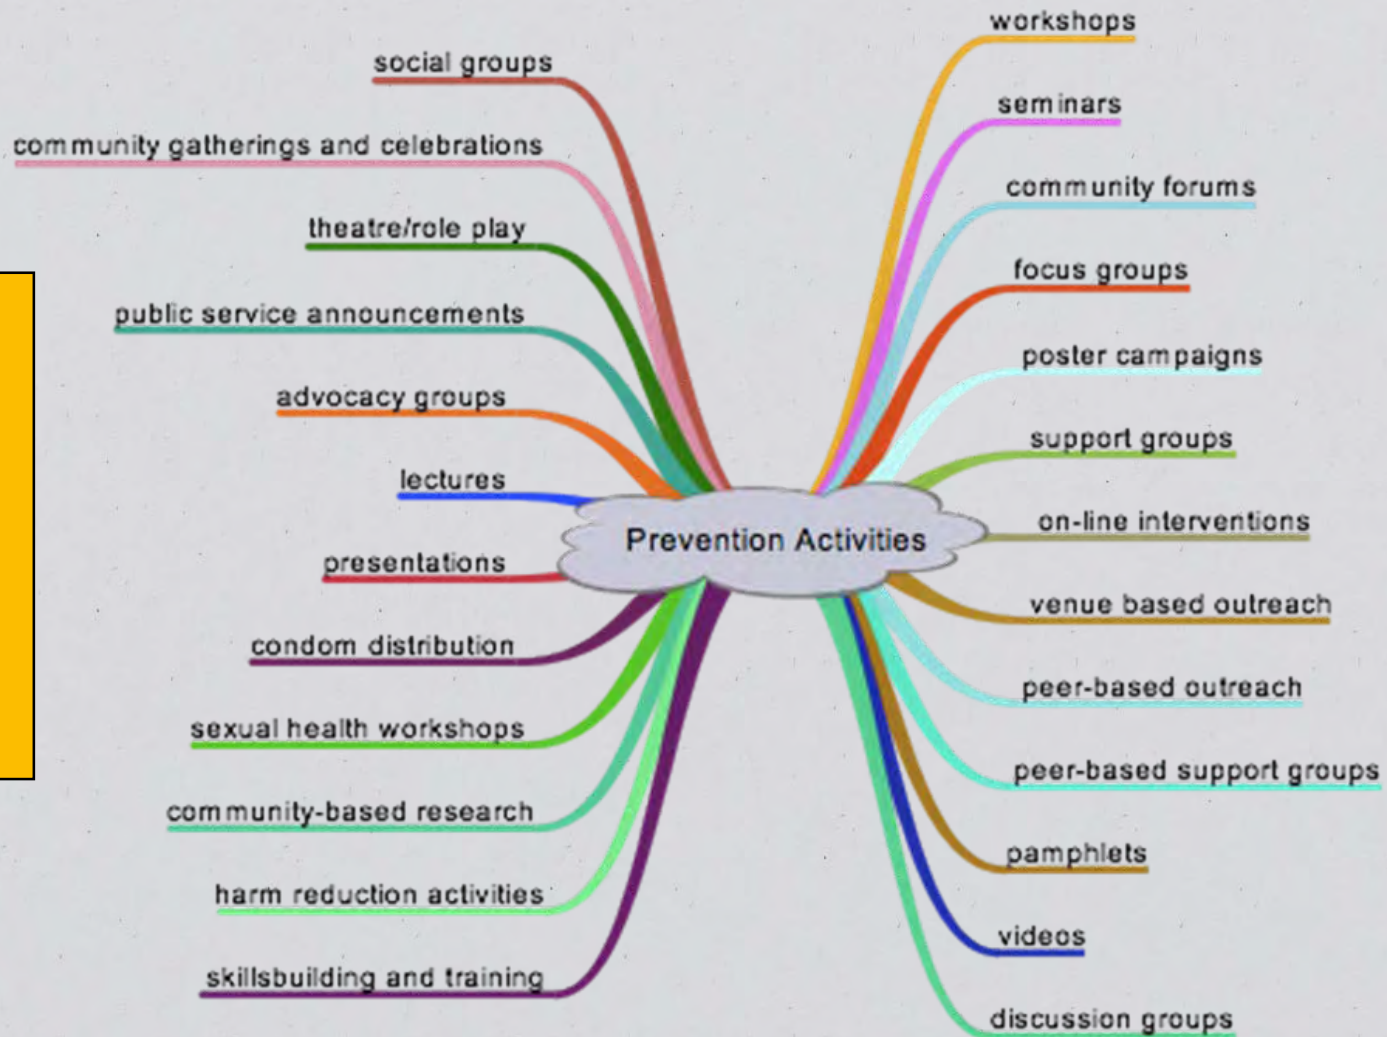 social groups
community gatherings and celebrations
theatre/role play
public service announcements
advocacy groups
lectures
presentations
condom distribution
sexual health workshops
community-based research
harm reduction activities
skillsbuilding and training
Prevention Activities
workshops
seminars
community forums
focus groups
poster campaigns
support groups
on-line interventions
venue based outreach
peer-based outreach
peer-based support groups
pamphlets
videos
discussion groups